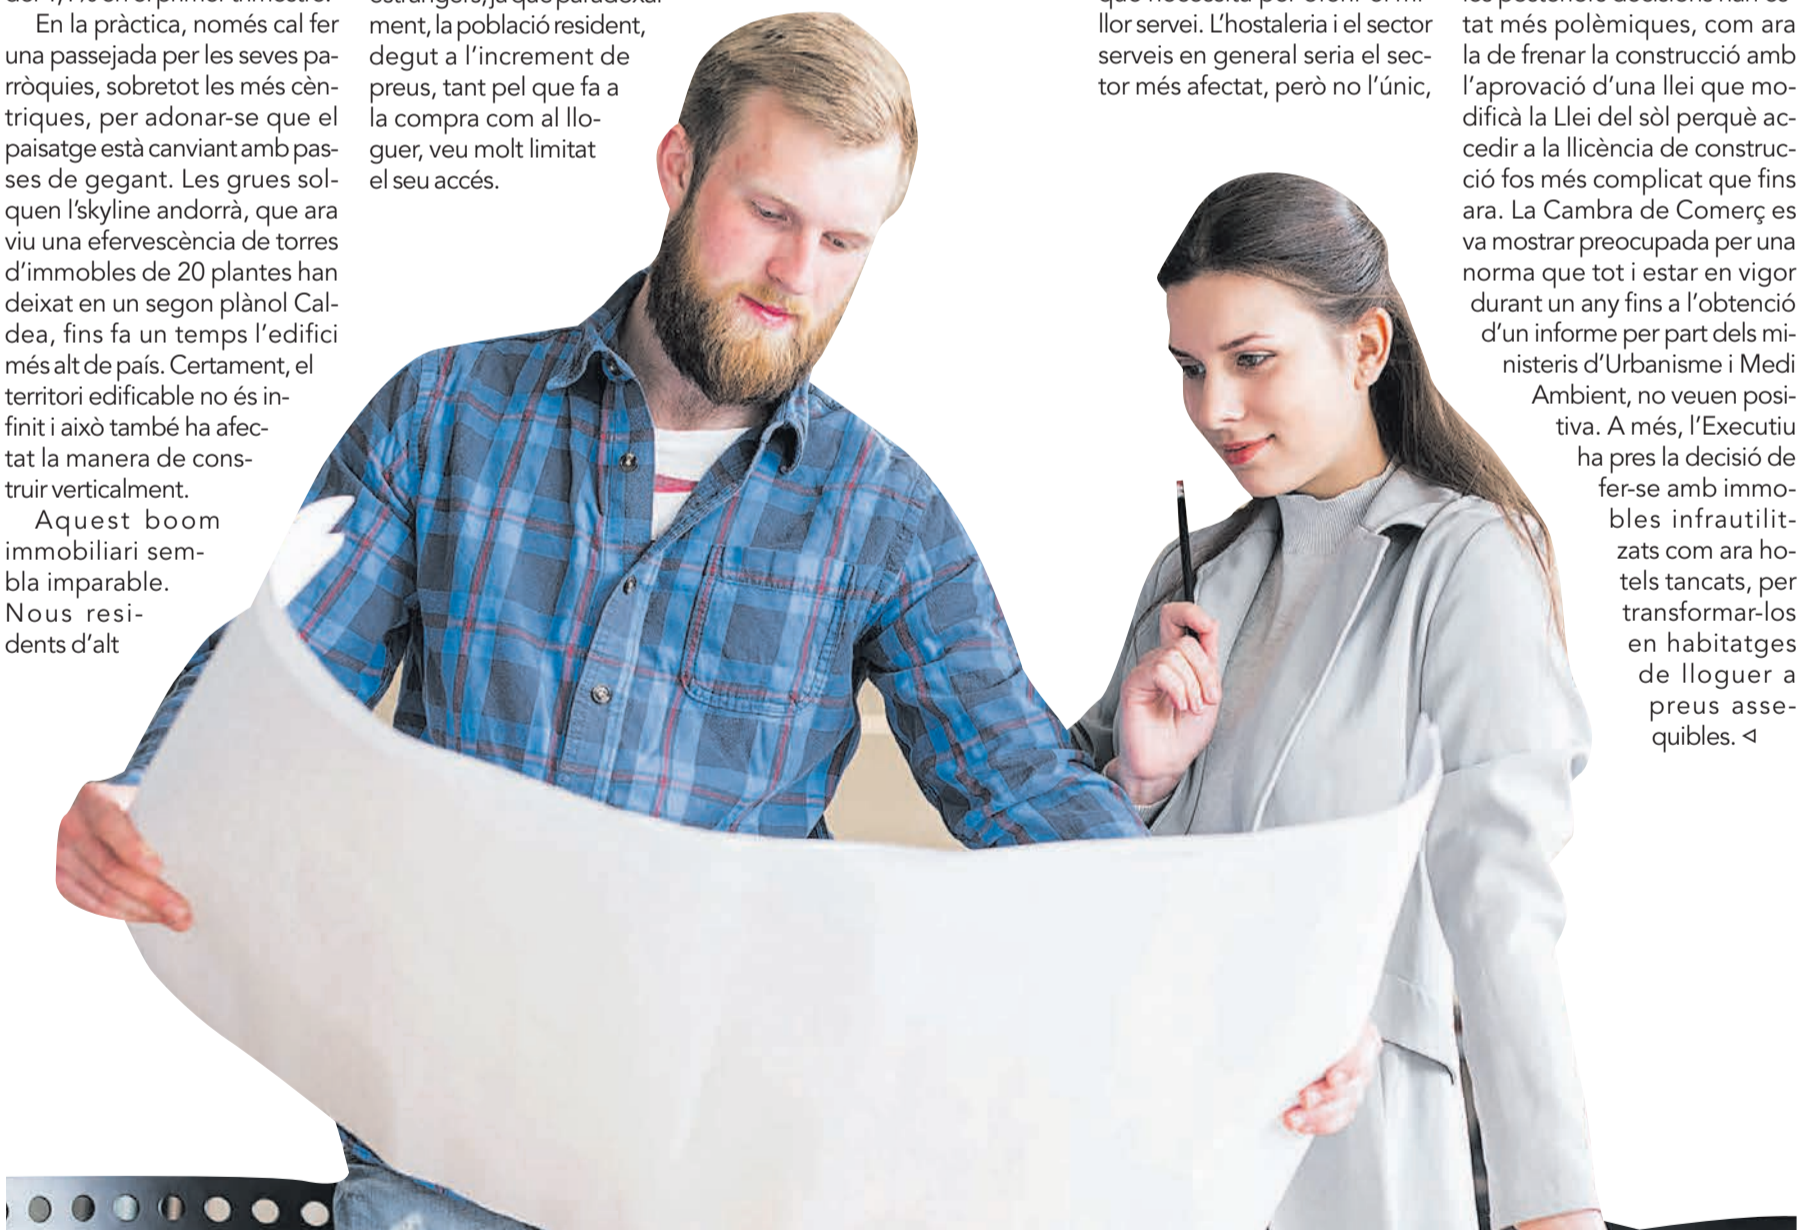 En la pràctica, només cal fer
una passejada per les seves pa-
rròquies, sobretot les més cèn-
triques, per adonar-se que el
paisatge està canviant amb pas-
ses de gegant. Les grues sol-
quen l'skyline andorrà, que ara
viu una efervescència de torres
d'immobles de 20 plantes han
deixat en un segon plànol Cal-
dea, fins fa un temps l'edifici
més alt de país. Certament, el
territori edificable no és in-
finit i això també ha afec-
tat la manera de cons-
truir verticalment.
Aquest boom
immobiliari sem-
bla imparable.
Nous resi-
dents d'alt
ment, la població resident,
degut a l'increment de
preus, tant pel que fa a
la compra com al llo-
guer, veu molt limitat
el seu accés.
llor servei. L'hostaleria i el sector
serveis en general seria el sec-
tor més afectat, però no l'únic,
tat més polèmiques, com ara
la de frenar la construcció amb
l'aprovació d'una llei que mo-
dificà la Llei del sòl perquè ac-
cedir a la llicència de construc-
ció fos més complicat que fins
ara. La Cambra de Comerç es
va mostrar preocupada per una
norma que tot i estar en vigor
durant un any fins a l'obtenció
d'un informe per part dels mi-
nisteris d'Urbanisme i Medi
Ambient, no veuen posi-
tiva. A més, l'Executiu
ha pres la decisió de
fer-se amb immo-
bles infrautilit-
zats com ara ho-
tels tancats, per
transformar-los
en habitatges
de lloguer a
preus asse-
quibles. ◁